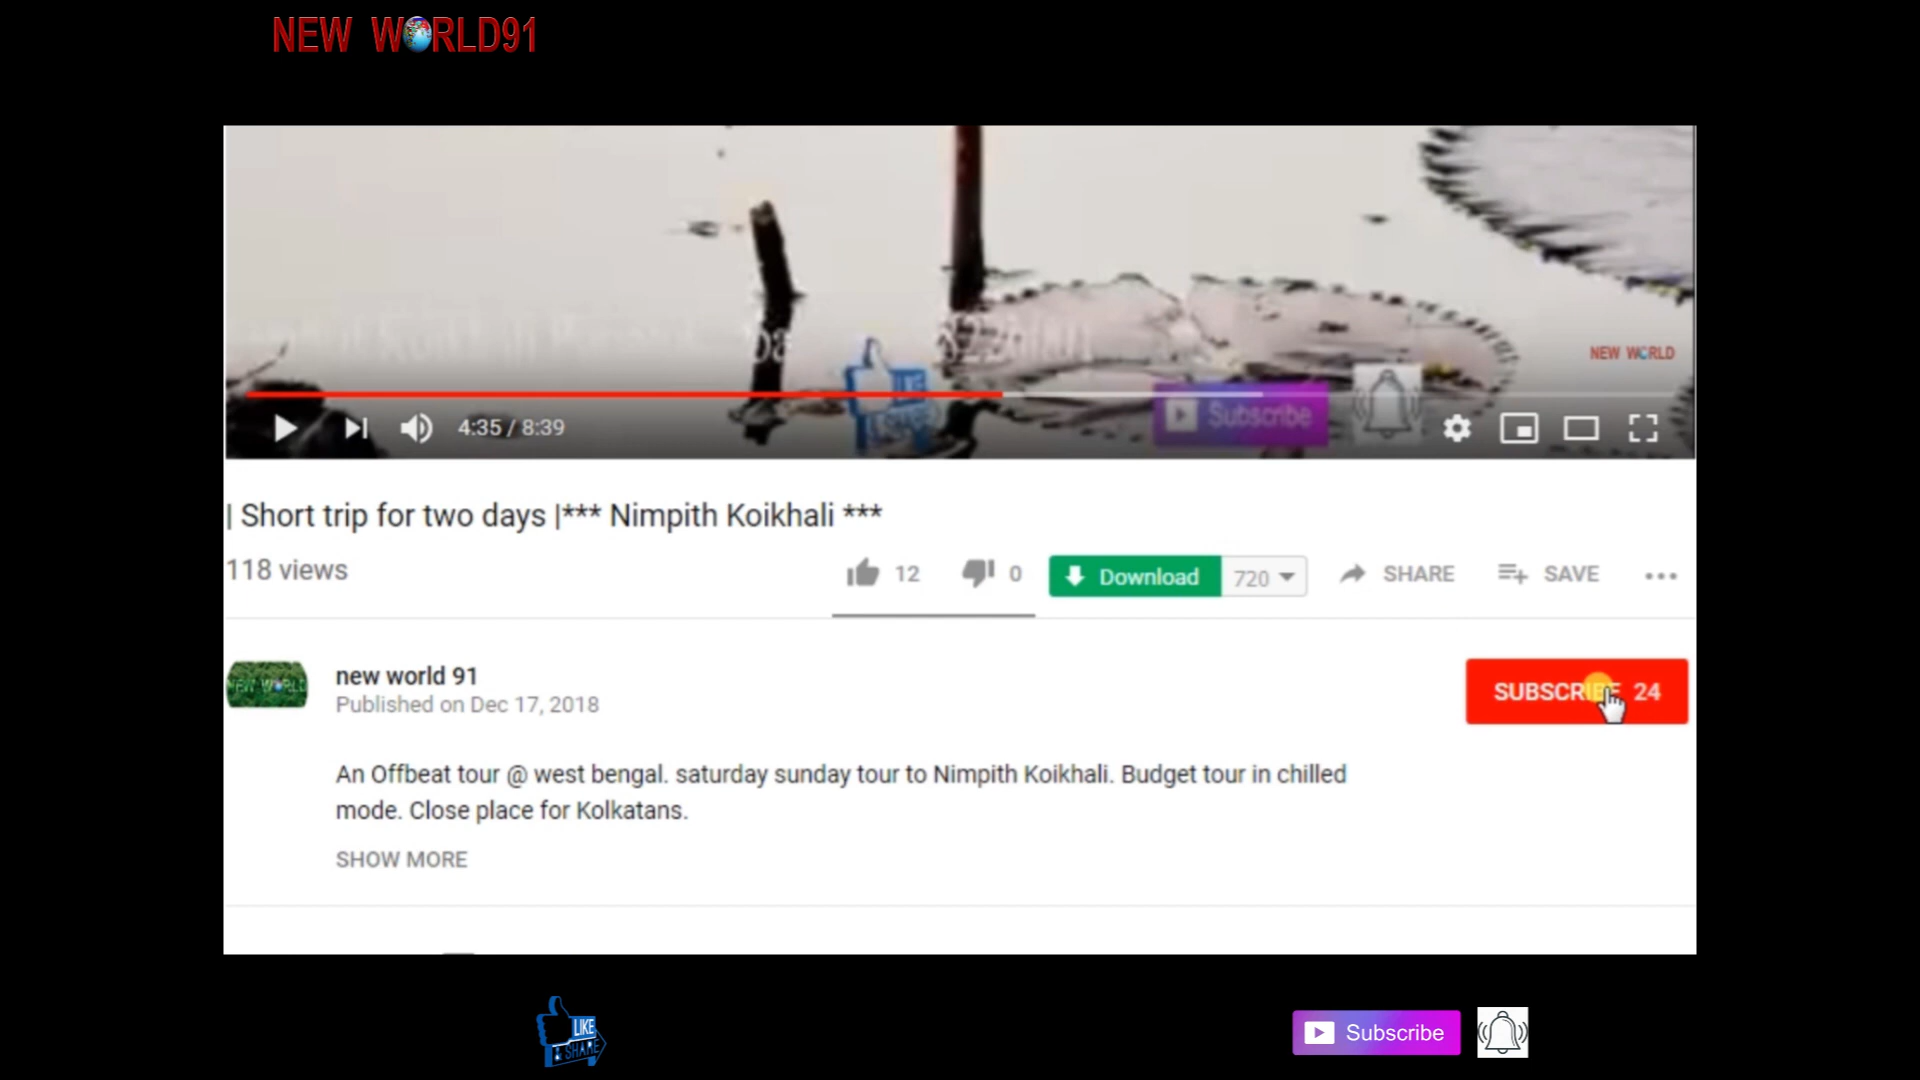 NEW WORLD91
NEW WORLD
Subscribe
4:35 / 8:39
| Short trip for two days |*** Nimpith Koikhali ***
118 views
12
0
Download
720
SHARE
SAVE
new world 91
Published on Dec 17, 2018
SUBSCRIBE 24
An Offbeat tour @ west bengal. saturday sunday tour to Nimpith Koikhali. Budget tour in chilled
mode. Close place for Kolkatans.
SHOW MORE
LIKE
& SHARE
Subscribe